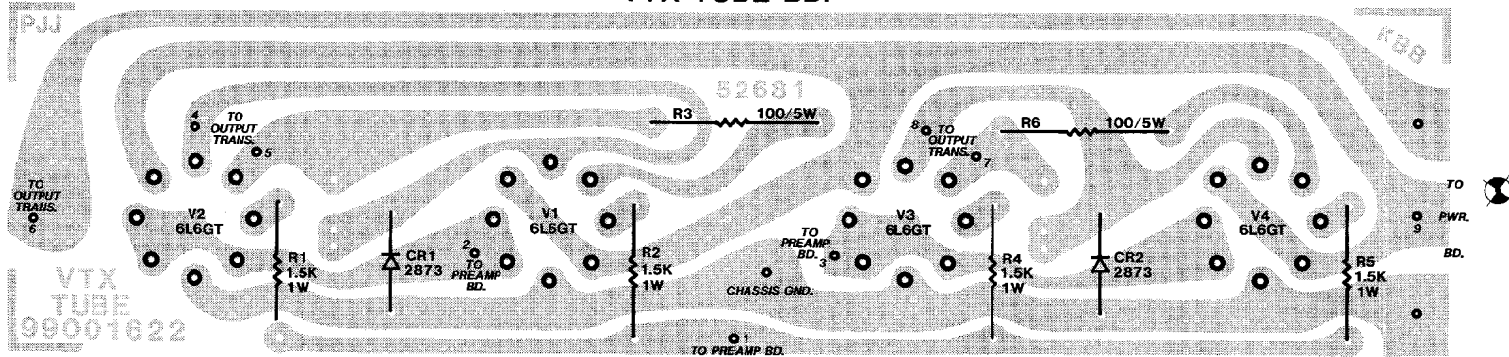 VTX TUBE BD.
PJJ
KBB
52681
4
TO
OUTPUT
TRANS.
5
R3 100/5W
8
TO
OUTPUT
TRANS.
7
R6 100/5W
TO
OUTPUT
TRANS.
6
V2
6L6GT
V1
6L6GT
V3
6L6GT
V4
6L6GT
TO
PWR.
9
BD.
R1
1.5K
1W
CR1
2873
2
TO
PREAMP
BD.
R2
1.5K
1W
TO
PREAMP
BD.
3
CHASSIS GND.
R4
1.5K
1W
CR2
2873
R5
1.5K
1W
VTX
TUBE
99001622
1
TO PREAMP BD.